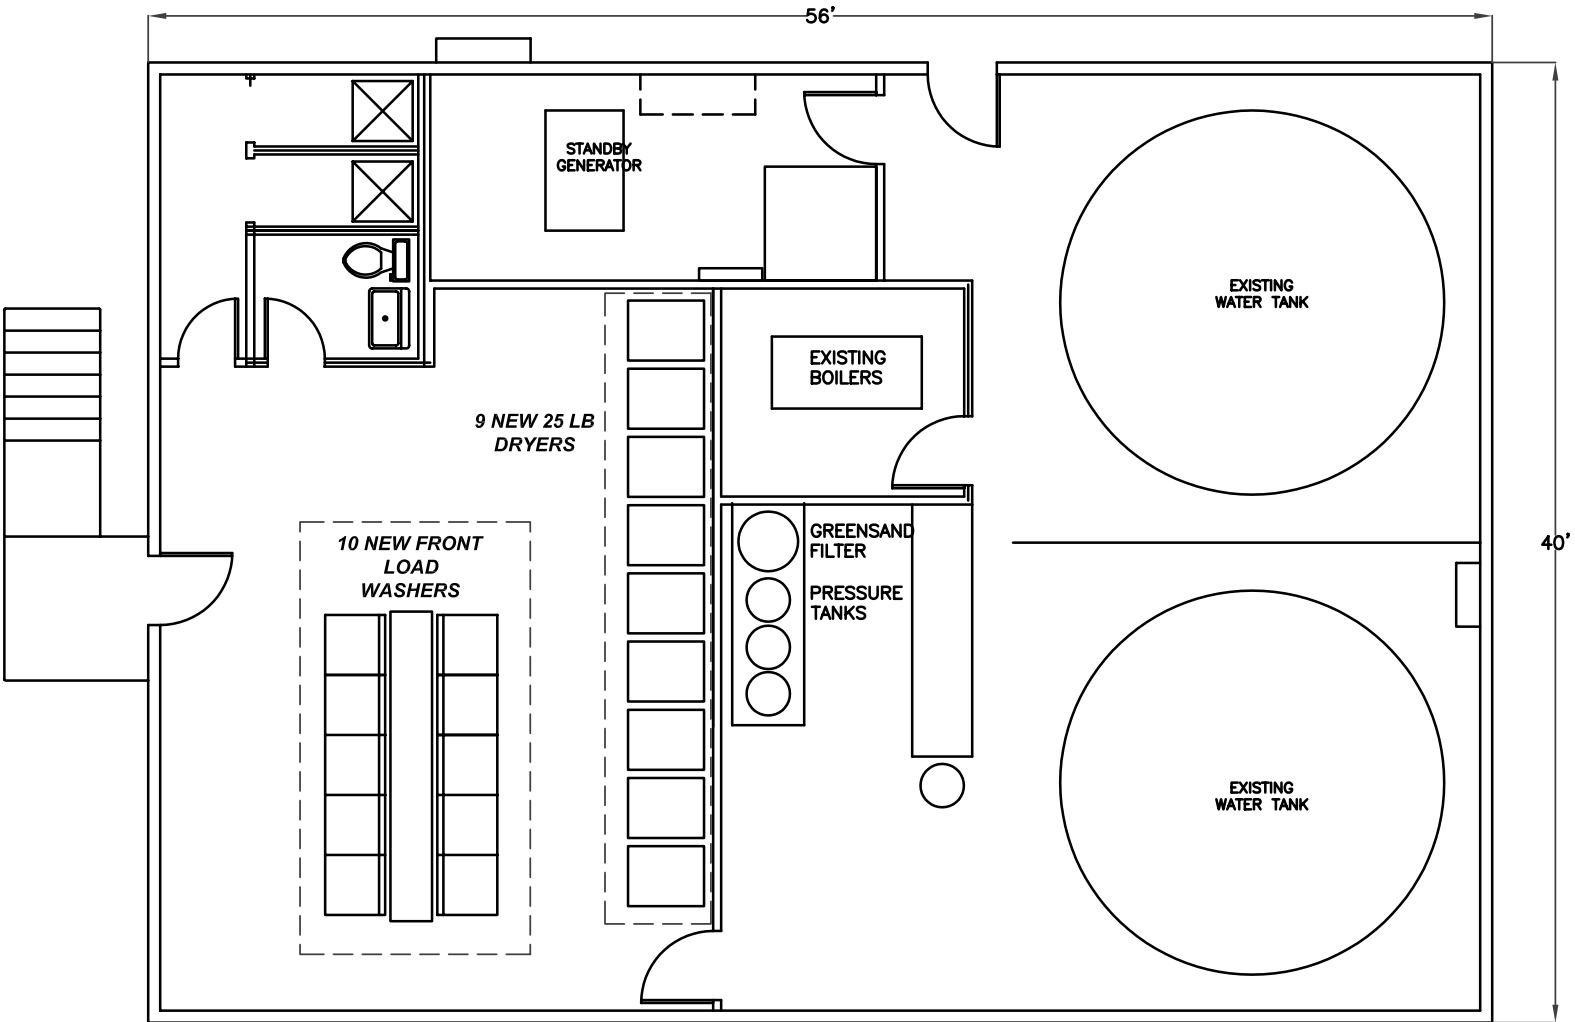 56'
STANDBY
GENERATOR
EXISTING
WATER TANK
EXISTING
BOILERS
9 NEW 25 LB
DRYERS
10 NEW FRONT
LOAD
WASHERS
GREENSAND
FILTER
PRESSURE
TANKS
40'
EXISTING
WATER TANK